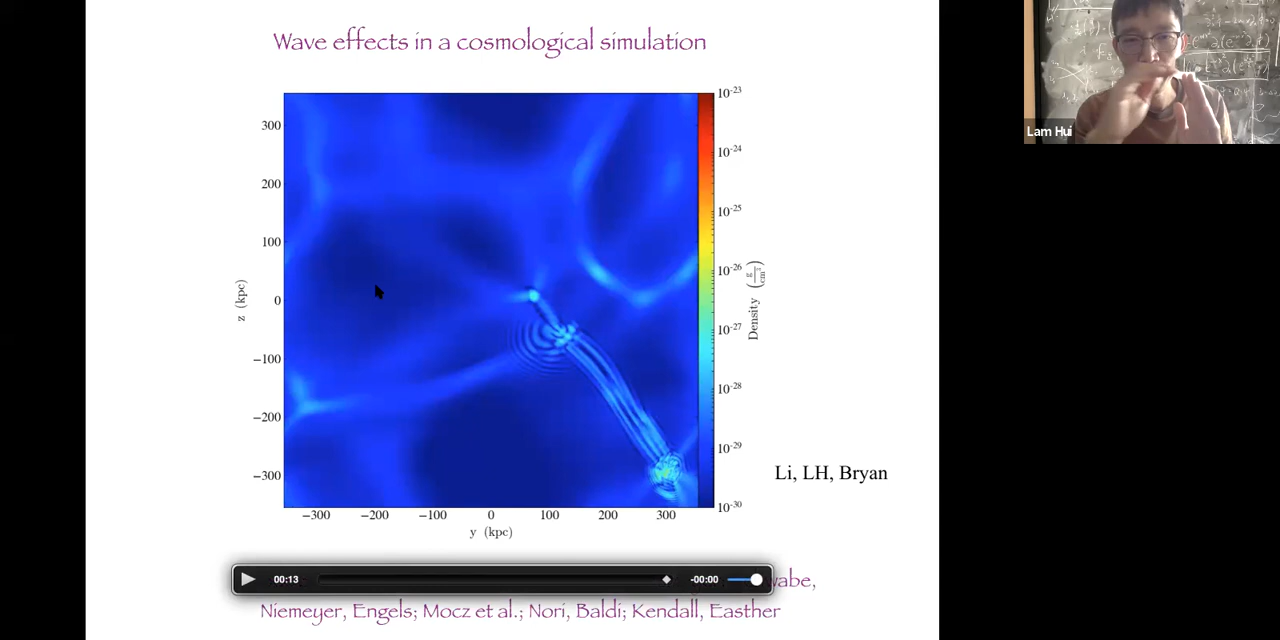 Wave effects in a cosmological simulation
Lam Hui
300
200
100
0
−100
−200
−300
z (kpc)
−300 −200 −100 0 100 200 300
y (kpc)
10-23
10-24
10-25
10-26
10-27
10-28
10-29
10-30
Density (g/cm3)
Li, LH, Bryan
00:13 -00:00
Niemeyer, Engels; Mocz et al.; Nori, Baldi; Kendall, Easther